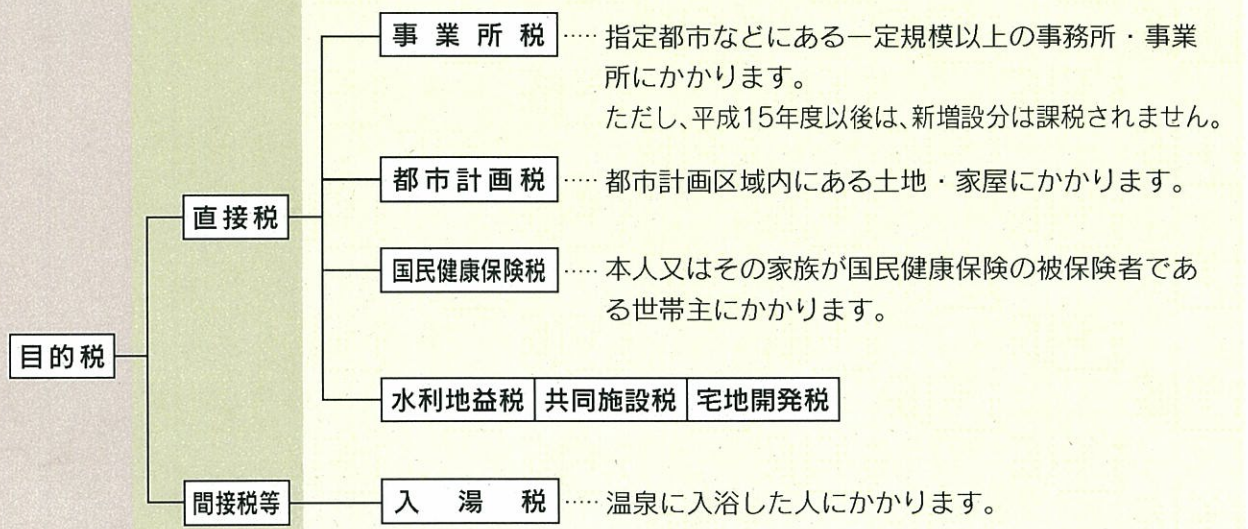 事業所税 ‥‥ 指定都市などにある一定規模以上の事務所・事業
所にかかります。
ただし、平成15年度以後は、新増設分は課税されません。
都市計画税 ‥‥ 都市計画区域内にある土地・家屋にかかります。
直接税
国民健康保険税 ‥‥ 本人又はその家族が国民健康保険の被保険者であ
る世帯主にかかります。
目的税
水利地益税 共同施設税 宅地開発税
間接税等
入湯税 ‥‥ 温泉に入浴した人にかかります。